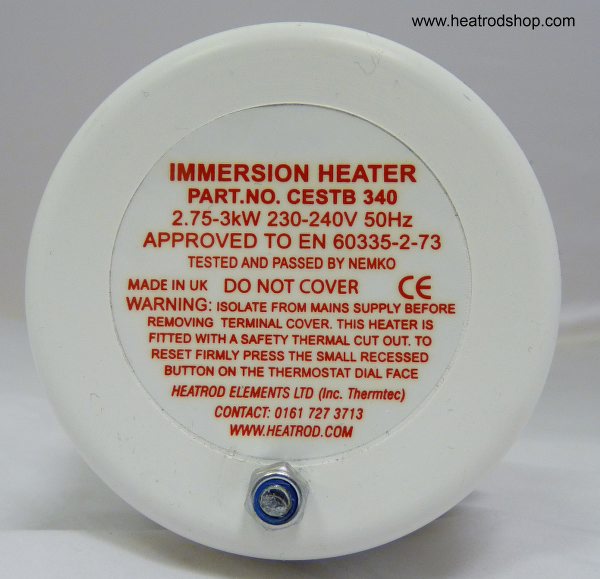 www.heatrodshop.com
IMMERSION HEATER
PART.NO. CESTB 340
2.75-3kW 230-240V 50Hz
APPROVED TO EN 60335-2-73
TESTED AND PASSED BY NEMKO
MADE IN UK DO NOT COVER CE
WARNING: ISOLATE FROM MAINS SUPPLY BEFORE
REMOVING TERMINAL COVER. THIS HEATER IS
FITTED WITH A SAFETY THERMAL CUT OUT. TO
RESET FIRMLY PRESS THE SMALL RECESSED
BUTTON ON THE THERMOSTAT DIAL FACE
HEATROD ELEMENTS LTD (Inc. Thermtec)
CONTACT: 0161 727 3713
WWW.HEATROD.COM